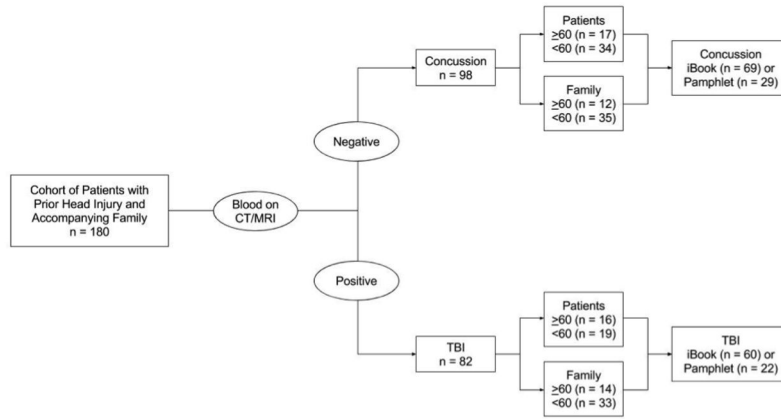 Cohort of Patients with
Prior Head Injury and
Accompanying Family
n = 180
Blood on
CT/MRI
Negative
Concussion
n = 98
Patients
≥60 (n = 17)
<60 (n = 34)
Family
≥60 (n = 12)
<60 (n = 35)
Concussion
iBook (n = 69) or
Pamphlet (n = 29)
Positive
TBI
n = 82
Patients
≥60 (n = 16)
<60 (n = 19)
Family
≥60 (n = 14)
<60 (n = 33)
TBI
iBook (n = 60) or
Pamphlet (n = 22)